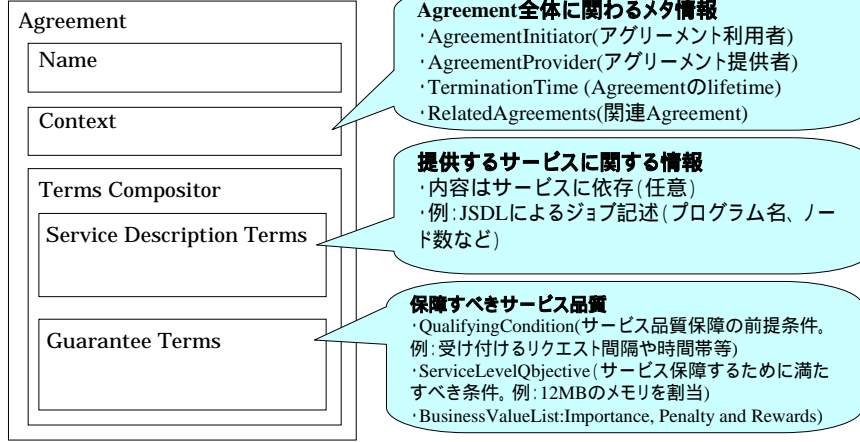 Agreement
Name
Context
Terms Compositor
Service Description Terms
Guarantee Terms
Agreement全体に関わるメタ情報
･AgreementInitiator(アグリーメント利用者)
･AgreementProvider(アグリーメント提供者)
･TerminationTime (Agreementのlifetime)
･RelatedAgreements(関連Agreement)
提供するサービスに関する情報
･内容はサービスに依存(任意)
･例:JSDLによるジョブ記述(プログラム名、ノー
ド数など)
保障すべきサービス品質
･QualifyingCondition(サービス品質保障の前提条件。
例:受け付けるリクエスト間隔や時間帯等)
･ServiceLevelQbjective(サービス保障するために満た
すべき条件。例:12MBのメモリを割当)
･BusinessValueList:Importance, Penalty and Rewards)